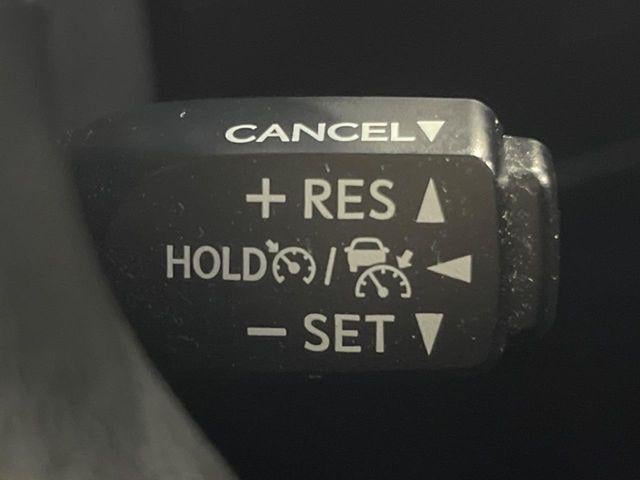 CANCEL▼
+ RES ▲
HOLD / ◄
− SET ▼